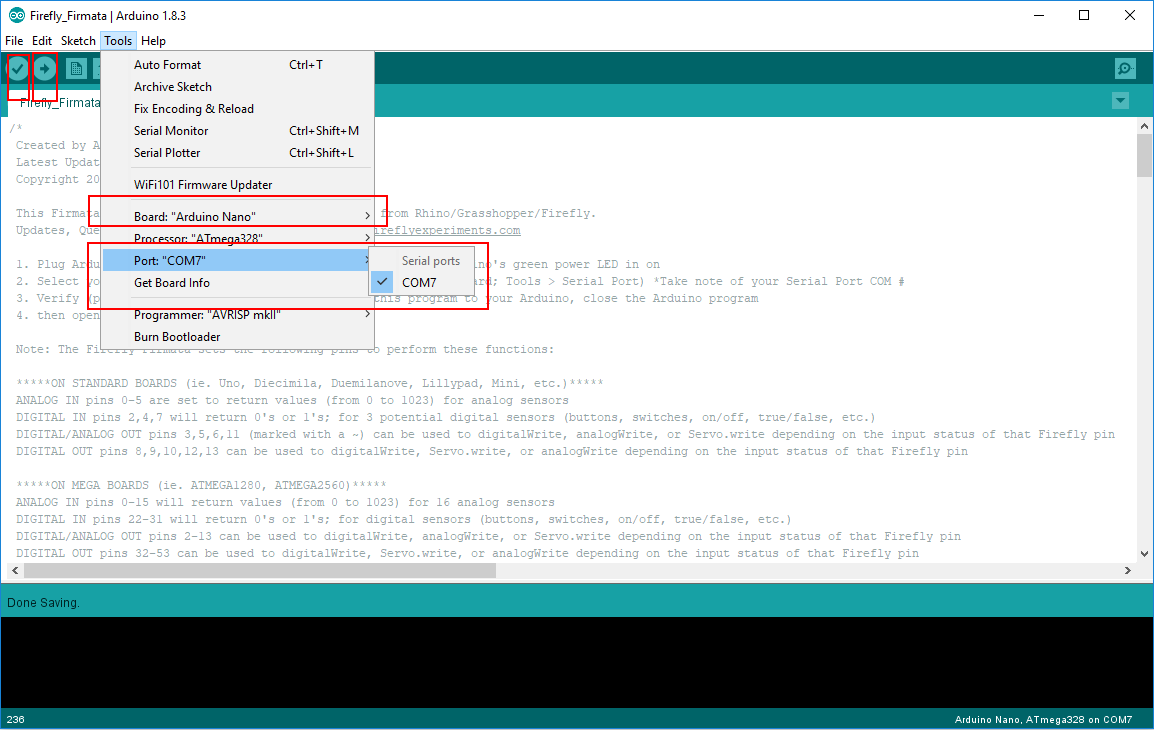 Firefly_Firmata | Arduino 1.8.3
File Edit Sketch Tools Help
Auto Format Ctrl+T
Archive Sketch
Fix Encoding & Reload
Serial Monitor Ctrl+Shift+M
Serial Plotter Ctrl+Shift+L
WiFi101 Firmware Updater
Board: "Arduino Nano"
Processor: "ATmega328"
Port: "COM7"
Get Board Info
Programmer: "AVRISP mkII"
Burn Bootloader
Serial ports
COM7
Firefly_Firmata
/*
Created by A
Latest Updat
Copyright 20
This Firmata from Rhino/Grasshopper/Firefly.
Updates, Que ireflyexperiments.com
1. Plug Ardu ino's green power LED in on
2. Select yo ard; Tools > Serial Port) *Take note of your Serial Port COM #
3. Verify (p this program to your Arduino, close the Arduino program
4. then open
Note: The Firefly Firmata sets the following pins to perform these functions:
*****ON STANDARD BOARDS (ie. Uno, Diecimila, Duemilanove, Lillypad, Mini, etc.)*****
ANALOG IN pins 0-5 are set to return values (from 0 to 1023) for analog sensors
DIGITAL IN pins 2,4,7 will return 0's or 1's; for 3 potential digital sensors (buttons, switches, on/off, true/false, etc.)
DIGITAL/ANALOG OUT pins 3,5,6,11 (marked with a ~) can be used to digitalWrite, analogWrite, or Servo.write depending on the input status of that Firefly pin
DIGITAL OUT pins 8,9,10,12,13 can be used to digitalWrite, Servo.write, or analogWrite depending on the input status of that Firefly pin
*****ON MEGA BOARDS (ie. ATMEGA1280, ATMEGA2560)*****
ANALOG IN pins 0-15 will return values (from 0 to 1023) for 16 analog sensors
DIGITAL IN pins 22-31 will return 0's or 1's; for digital sensors (buttons, switches, on/off, true/false, etc.)
DIGITAL/ANALOG OUT pins 2-13 can be used to digitalWrite, analogWrite, or Servo.write depending on the input status of that Firefly pin
DIGITAL OUT pins 32-53 can be used to digitalWrite, Servo.write, or analogWrite depending on the input status of that Firefly pin
Done Saving.
236 Arduino Nano, ATmega328 on COM7